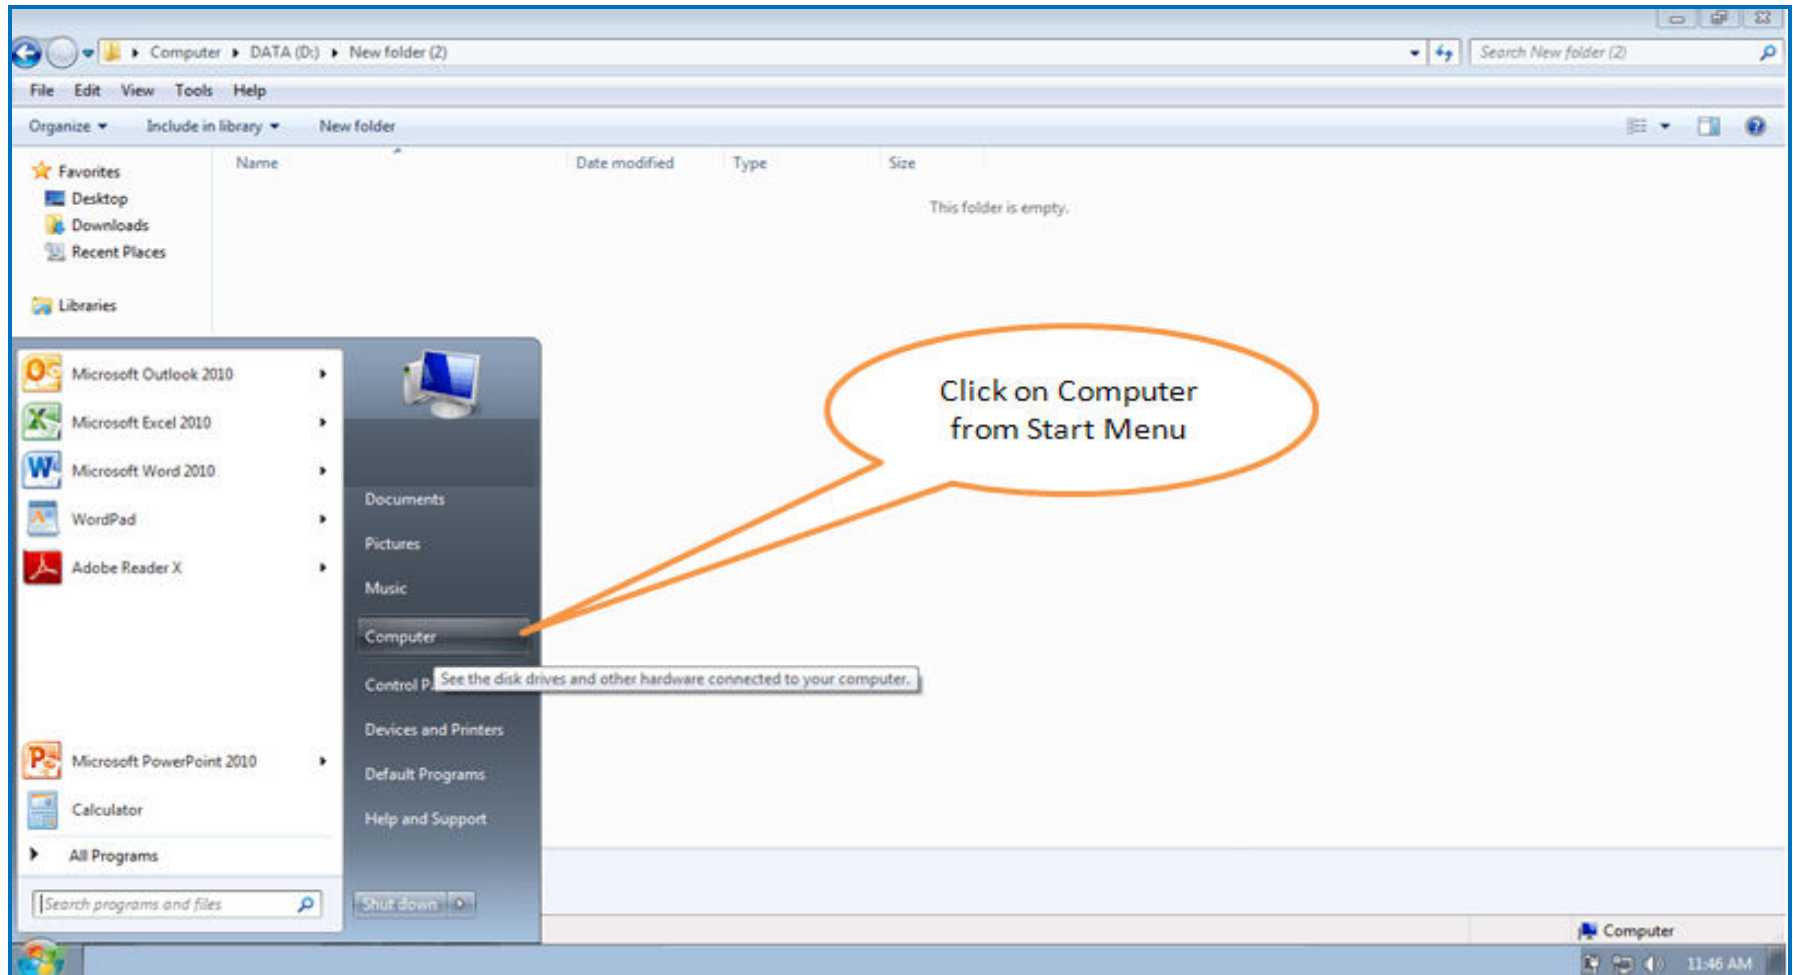 Computer ▸ DATA (D:) ▸ New folder (2)
Search New folder (2)
File Edit View Tools Help
Organize Include in library New folder
Name Date modified Type Size
This folder is empty.
Favorites
Desktop
Downloads
Recent Places
Libraries
Microsoft Outlook 2010
Microsoft Excel 2010
Microsoft Word 2010
WordPad
Adobe Reader X
Microsoft PowerPoint 2010
Calculator
All Programs
Search programs and files
Documents
Pictures
Music
Computer
See the disk drives and other hardware connected to your computer.
Control
Devices and Printers
Default Programs
Help and Support
Shut down
Click on Computer
from Start Menu
Computer
11:46 AM